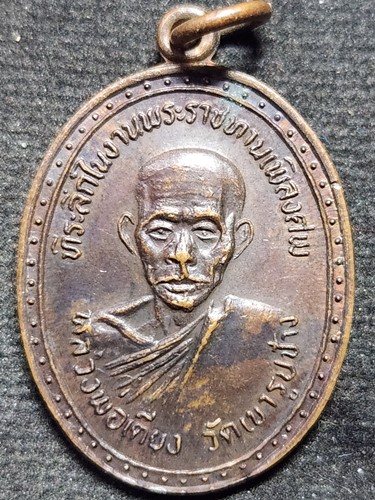 ที่ระลึกในงานพระราชทานเพลิงศพ
หลวงพ่อเตียง วัดเขารูปช้าง